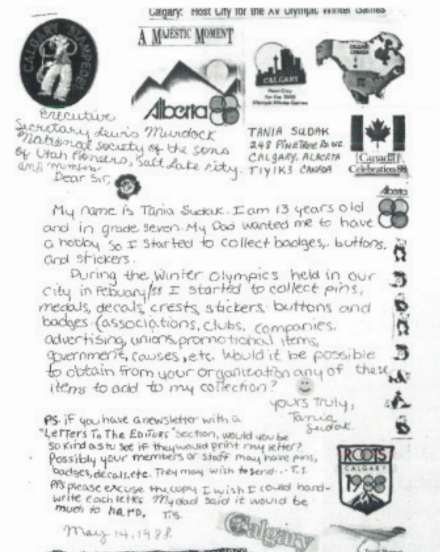 Calgary: Host City for the XV Olympic Winter Games
CALGARY STAMPEDE
A MAJESTIC MOMENT
Alberta
CALGARY
Host City
for the 1988
Olympic Winter Games
CALGARY
CANADA
Executive
Secretary Lewis Murdock
National society of the sons
of Utah Pioneers, Salt Lake City.
and members
Dear Sir,
TANIA SUDAK
248 PINETREE Rd NE
CALGARY, ALBERTA
T1Y1K3 CANADA
Canada
Celebration 88
Alberta
My name is Tania Sudak. I am 13 years old
and in grade seven. My Dad wanted me to have
a hobby so I started to collect badges, buttons,
and stickers.
During the Winter Olympics held in our
city in Febuary/88 I started to collect pins,
medals, decals, crests, stickers, buttons and
badges (associations, clubs, companies,
advertising, unions, promotional items,
government, causes, etc. Would it be possible
to obtain from your organization any of these
items to add to my collection?
yours Truly,
Tania
Sudak.
PS. if you have a newsletter with a
"Letters To The Editors" section, would you be
so kind as to see if they would print my letter?
Possibly your members or staff may have pins,
badges, decals, etc. They may wish to send... T.S.
PPS please excuse the copy I wish I could hand-
write each letter. My dad said it would be
much to hard. T.S.
ROOTS
CALGARY
1988
May 14, 1988
Calgary